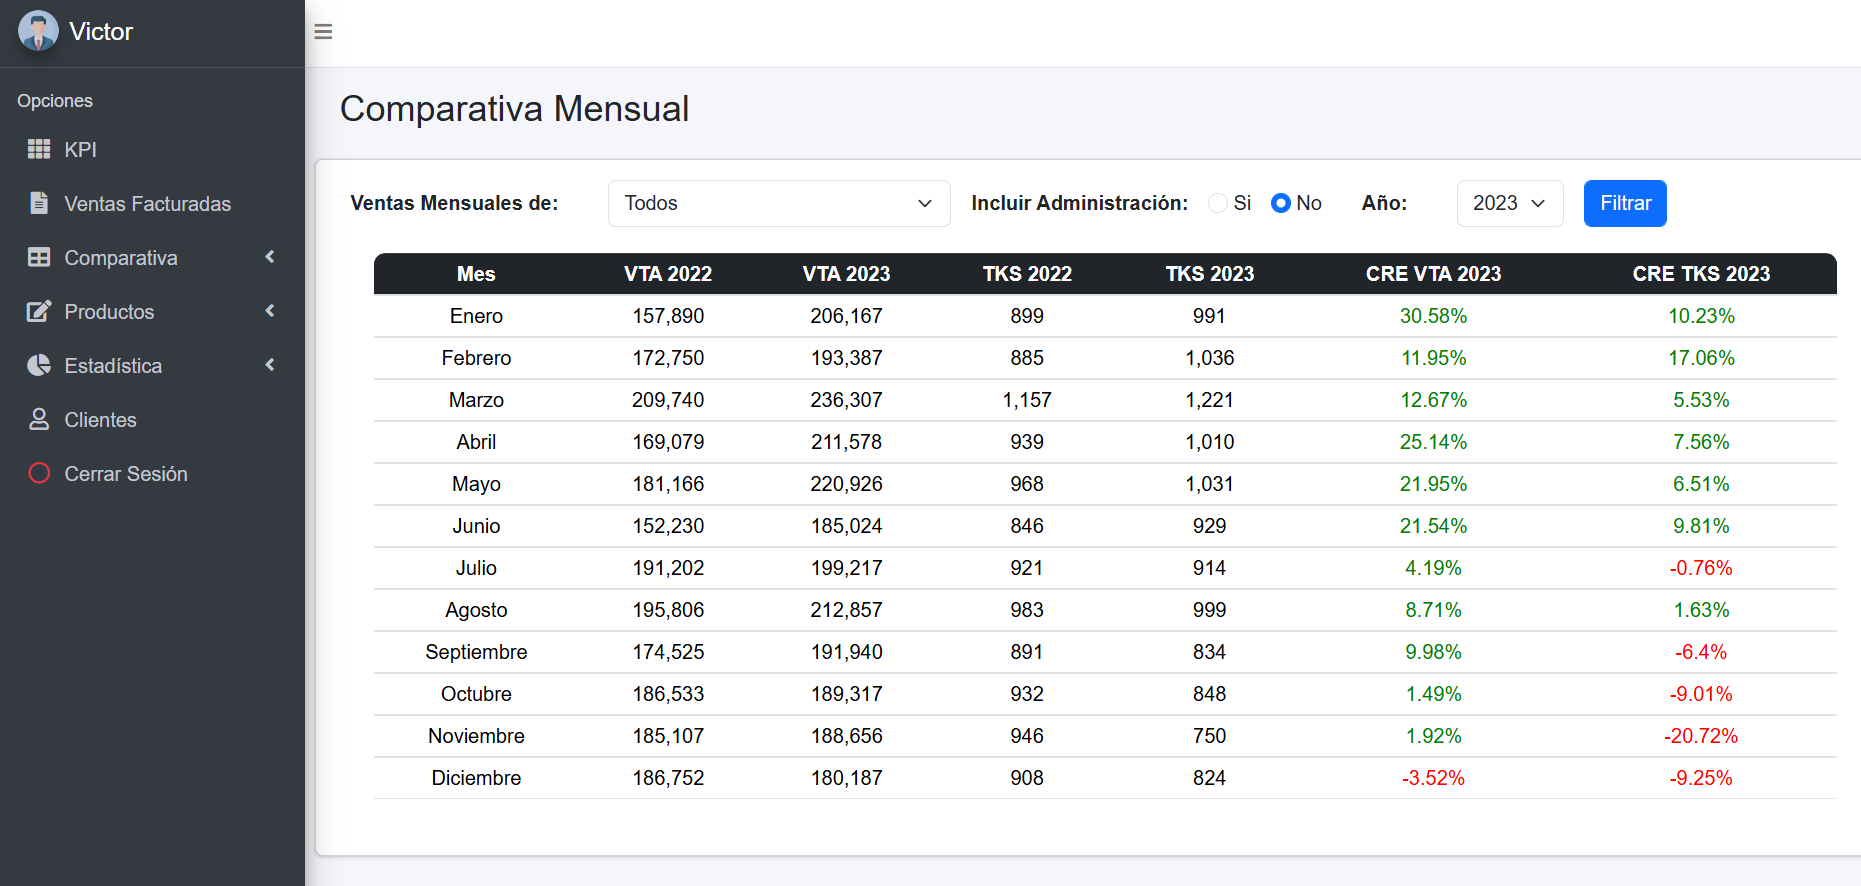 Victor
Opciones
KPI
Ventas Facturadas
Comparativa
Productos
Estadística
Clientes
Cerrar Sesión
Comparativa Mensual
Ventas Mensuales de: Todos Incluir Administración: Si No Año: 2023 Filtrar
Mes VTA 2022 VTA 2023 TKS 2022 TKS 2023 CRE VTA 2023 CRE TKS 2023
Enero 157,890 206,167 899 991 30.58% 10.23%
Febrero 172,750 193,387 885 1,036 11.95% 17.06%
Marzo 209,740 236,307 1,157 1,221 12.67% 5.53%
Abril 169,079 211,578 939 1,010 25.14% 7.56%
Mayo 181,166 220,926 968 1,031 21.95% 6.51%
Junio 152,230 185,024 846 929 21.54% 9.81%
Julio 191,202 199,217 921 914 4.19% -0.76%
Agosto 195,806 212,857 983 999 8.71% 1.63%
Septiembre 174,525 191,940 891 834 9.98% -6.4%
Octubre 186,533 189,317 932 848 1.49% -9.01%
Noviembre 185,107 188,656 946 750 1.92% -20.72%
Diciembre 186,752 180,187 908 824 -3.52% -9.25%